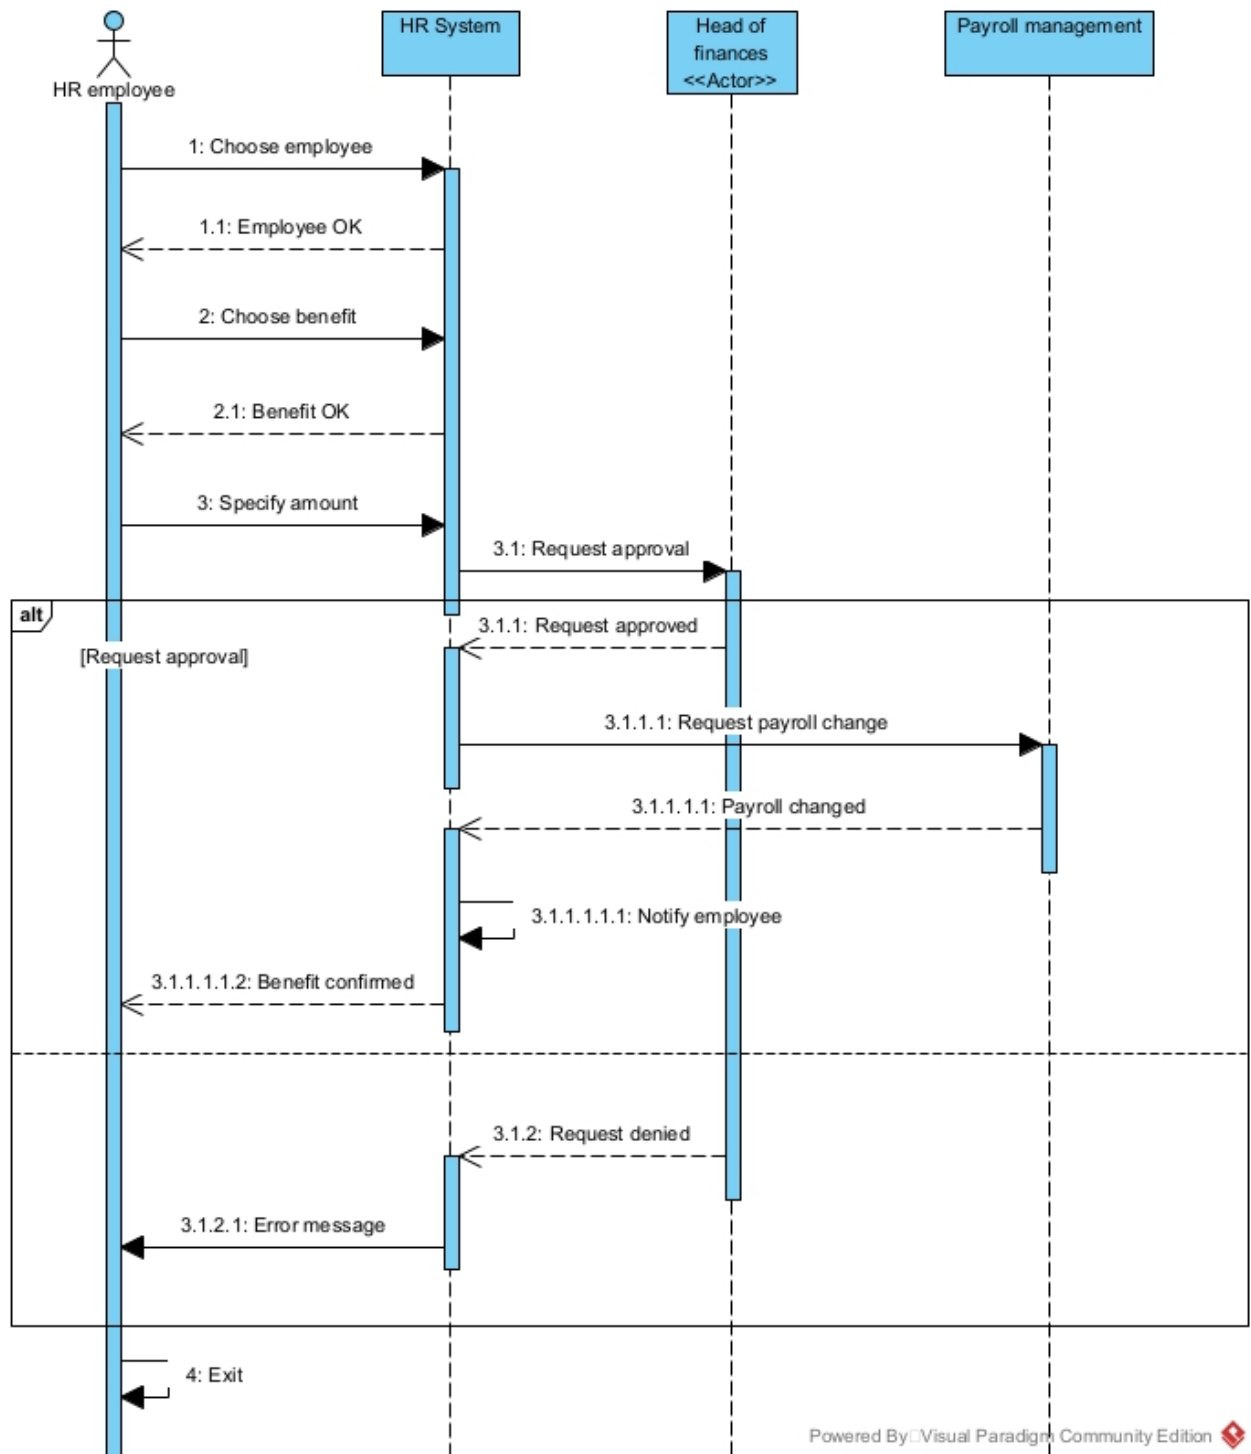 HR employee
HR System
Head of
finances
<<Actor>>
Payroll management
1: Choose employee
1.1: Employee OK
2: Choose benefit
2.1: Benefit OK
3: Specify amount
3.1: Request approval
alt
3.1.1: Request approved
[Request approval]
3.1.1.1: Request payroll change
3.1.1.1.1: Payroll changed
3.1.1.1.1.1: Notify employee
3.1.1.1.1.2: Benefit confirmed
3.1.2: Request denied
3.1.2.1: Error message
4: Exit
Powered By Visual Paradigm Community Edition